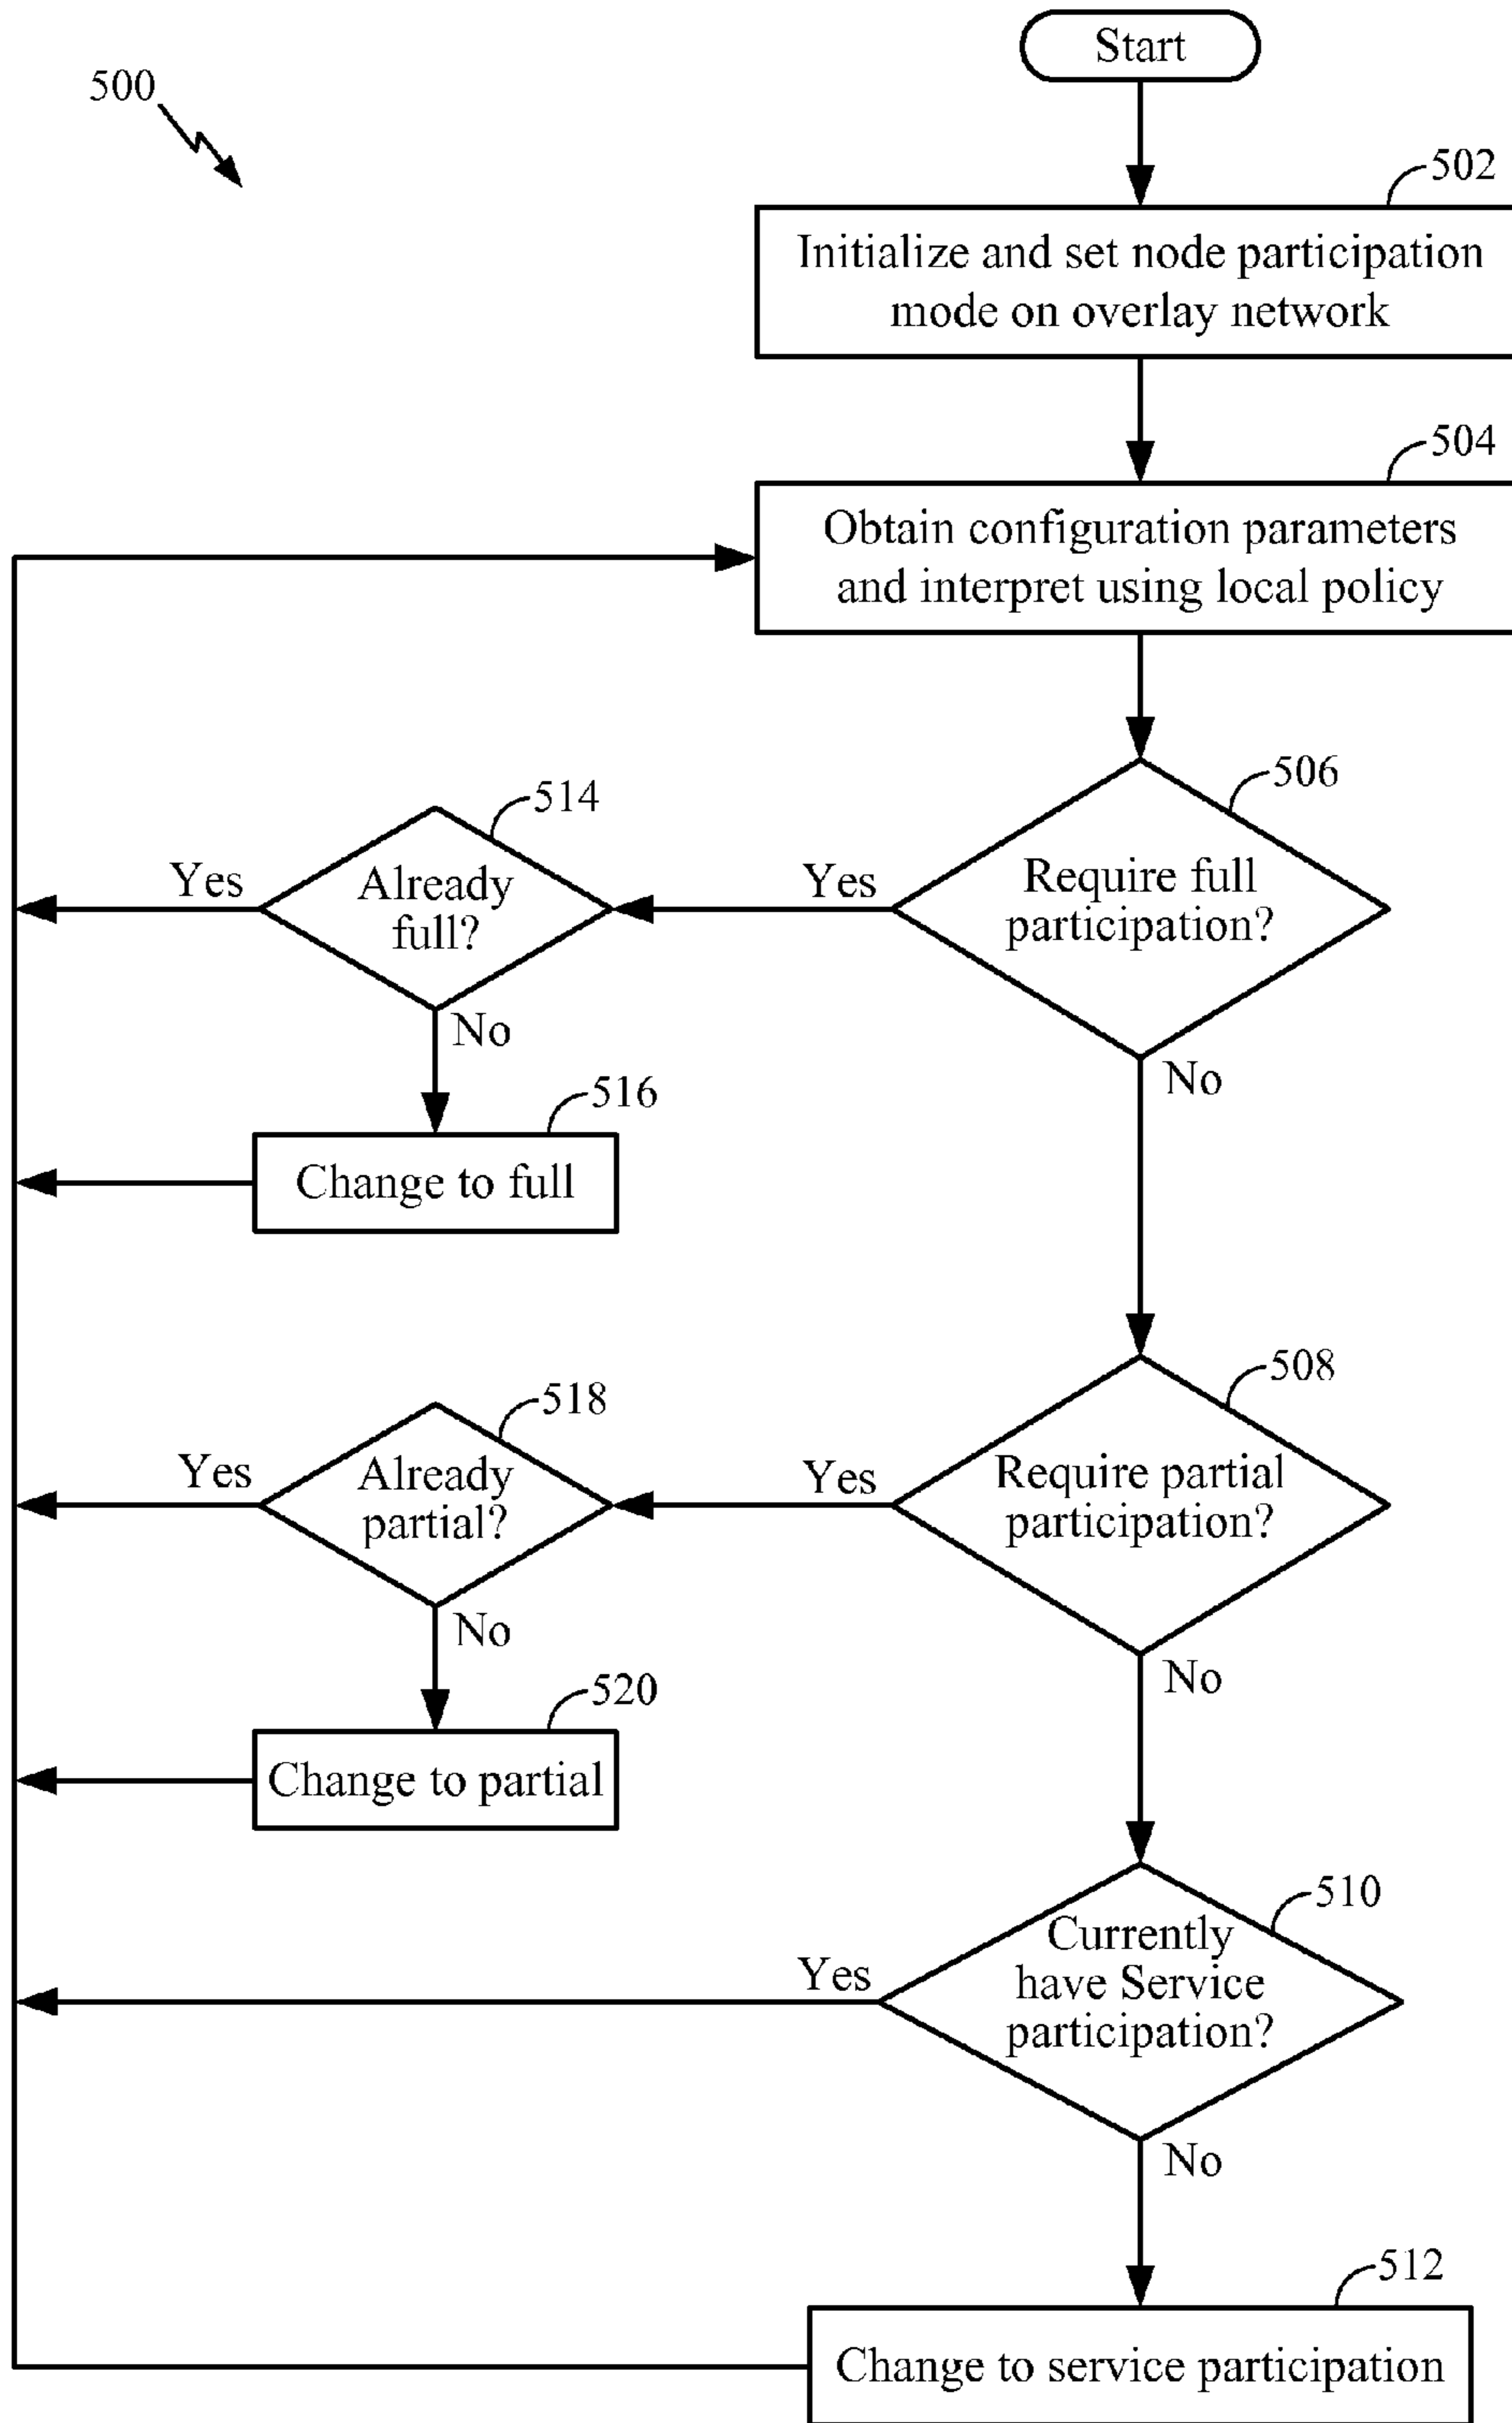 Start
500
502
Initialize and set node participation
mode on overlay network
504
Obtain configuration parameters
and interpret using local policy
506
Require full
participation?
Yes
No
514
Already
full?
Yes
No
516
Change to full
508
Require partial
participation?
Yes
No
518
Already
partial?
Yes
No
520
Change to partial
510
Currently
have Service
participation?
Yes
No
512
Change to service participation